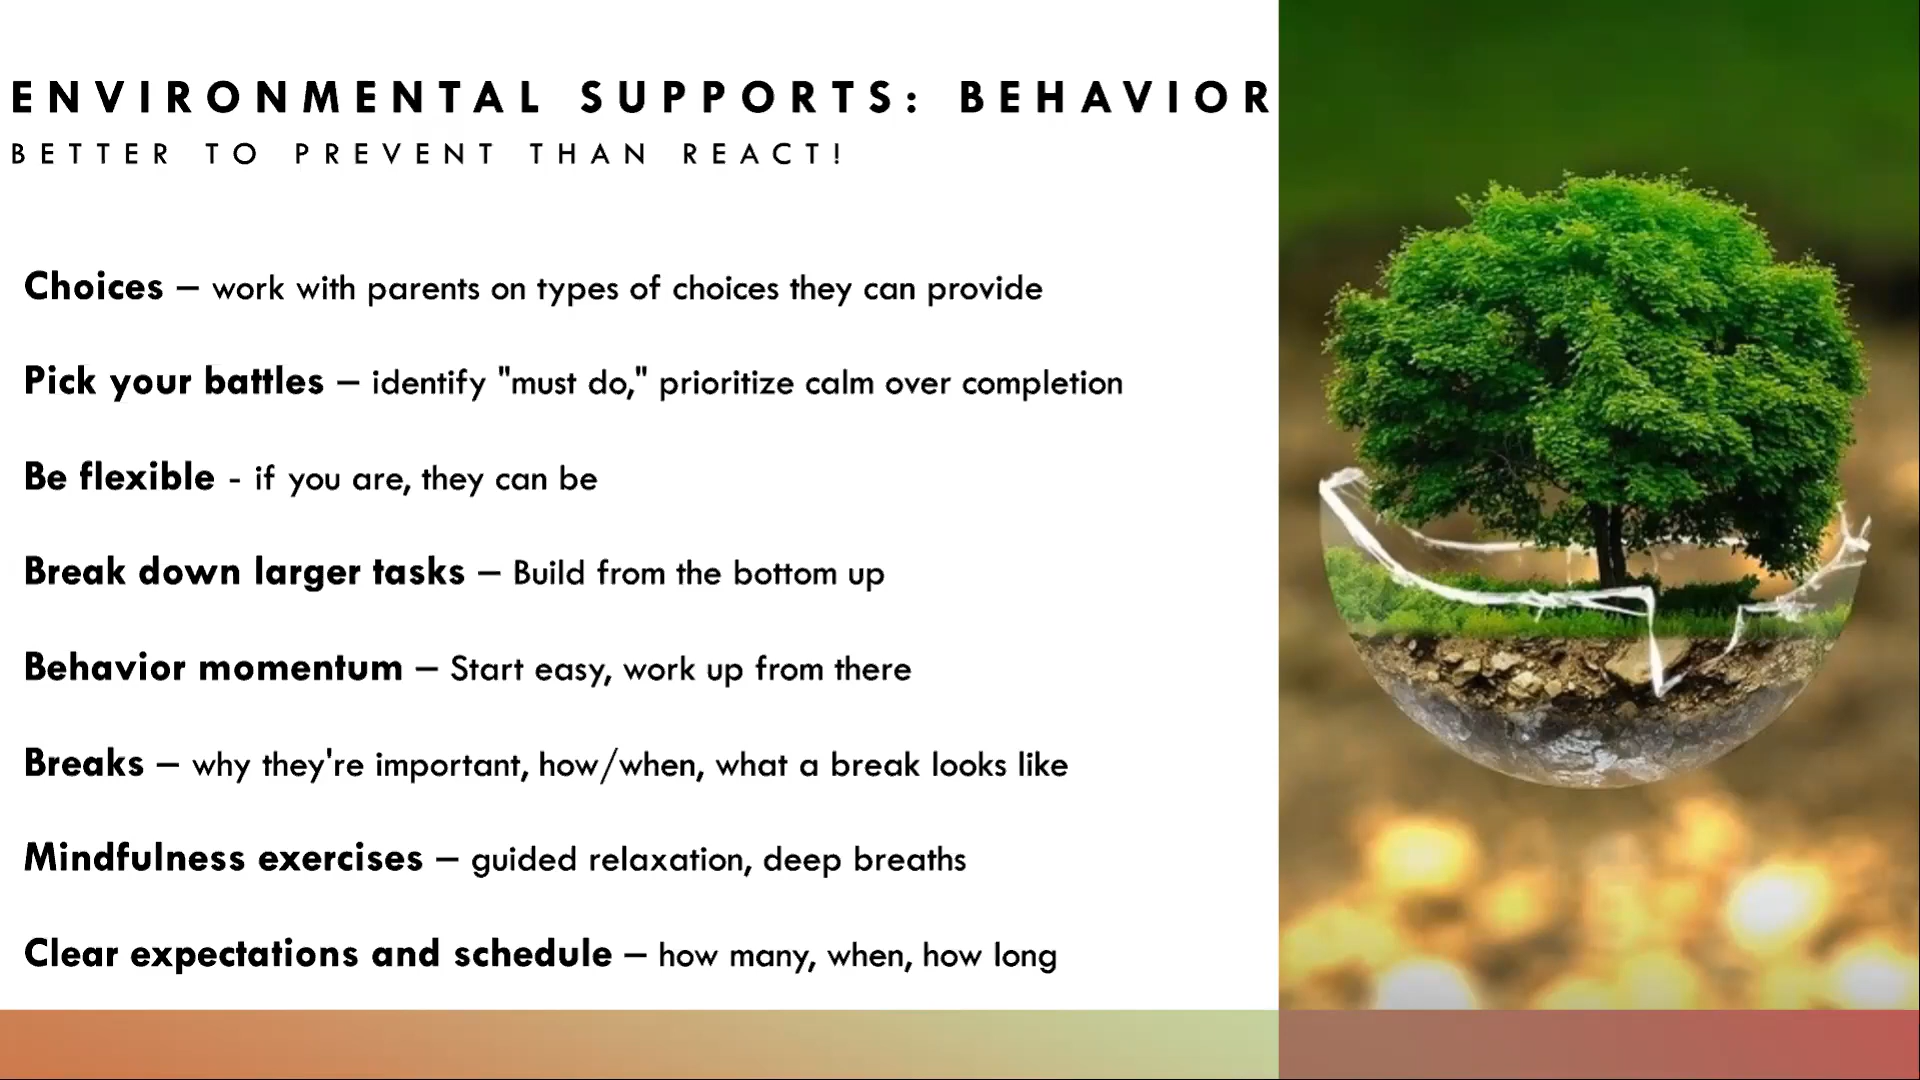 ENVIRONMENTAL SUPPORTS: BEHAVIOR
BETTER TO PREVENT THAN REACT!
Choices – work with parents on types of choices they can provide
Pick your battles – identify "must do," prioritize calm over completion
Be flexible - if you are, they can be
Break down larger tasks – Build from the bottom up
Behavior momentum – Start easy, work up from there
Breaks – why they're important, how/when, what a break looks like
Mindfulness exercises – guided relaxation, deep breaths
Clear expectations and schedule – how many, when, how long